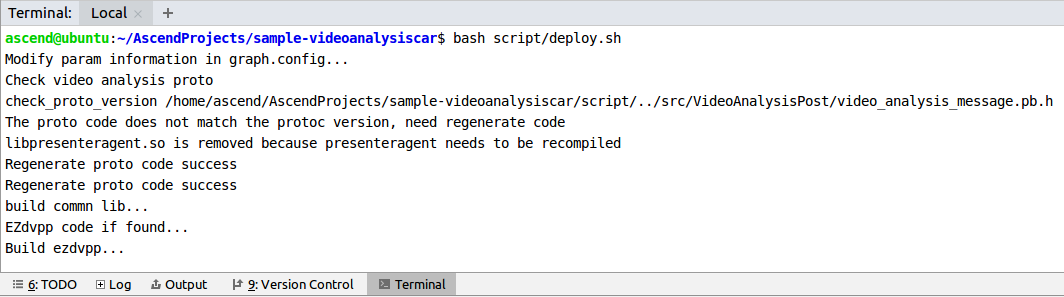 Terminal: Local × +
ascend@ubuntu:~/AscendProjects/sample-videoanalysiscar$ bash script/deploy.sh
Modify param information in graph.config...
Check video analysis proto
check_proto_version /home/ascend/AscendProjects/sample-videoanalysiscar/script/../src/VideoAnalysisPost/video_analysis_message.pb.h
The proto code does not match the protoc version, need regenerate code
libpresenteragent.so is removed because presenteragent needs to be recompiled
Regenerate proto code success
Regenerate proto code success
build commn lib...
EZdvpp code if found...
Build ezdvpp...
6: TODO Log Output 9: Version Control Terminal